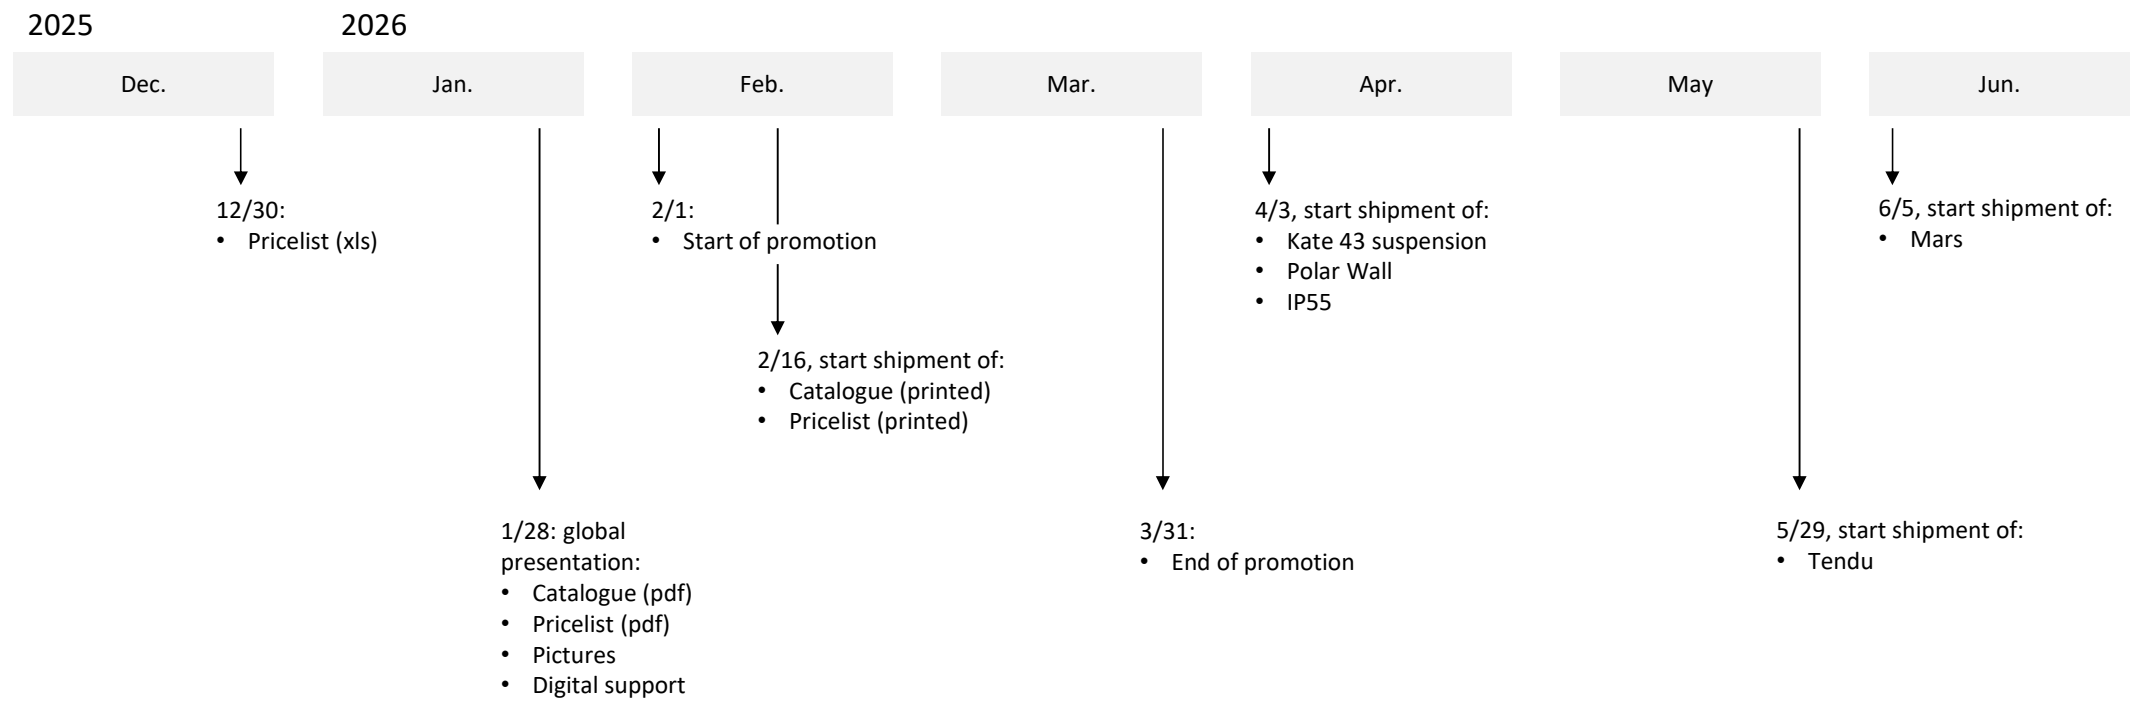 2025
2026
Dec.
Jan.
Feb.
Mar.
Apr.
May
Jun.
12/30:
• Pricelist (xls)
1/28: global
presentation:
• Catalogue (pdf)
• Pricelist (pdf)
• Pictures
• Digital support
2/1:
• Start of promotion
2/16, start shipment of:
• Catalogue (printed)
• Pricelist (printed)
3/31:
• End of promotion
4/3, start shipment of:
• Kate 43 suspension
• Polar Wall
• IP55
5/29, start shipment of:
• Tendu
6/5, start shipment of:
• Mars